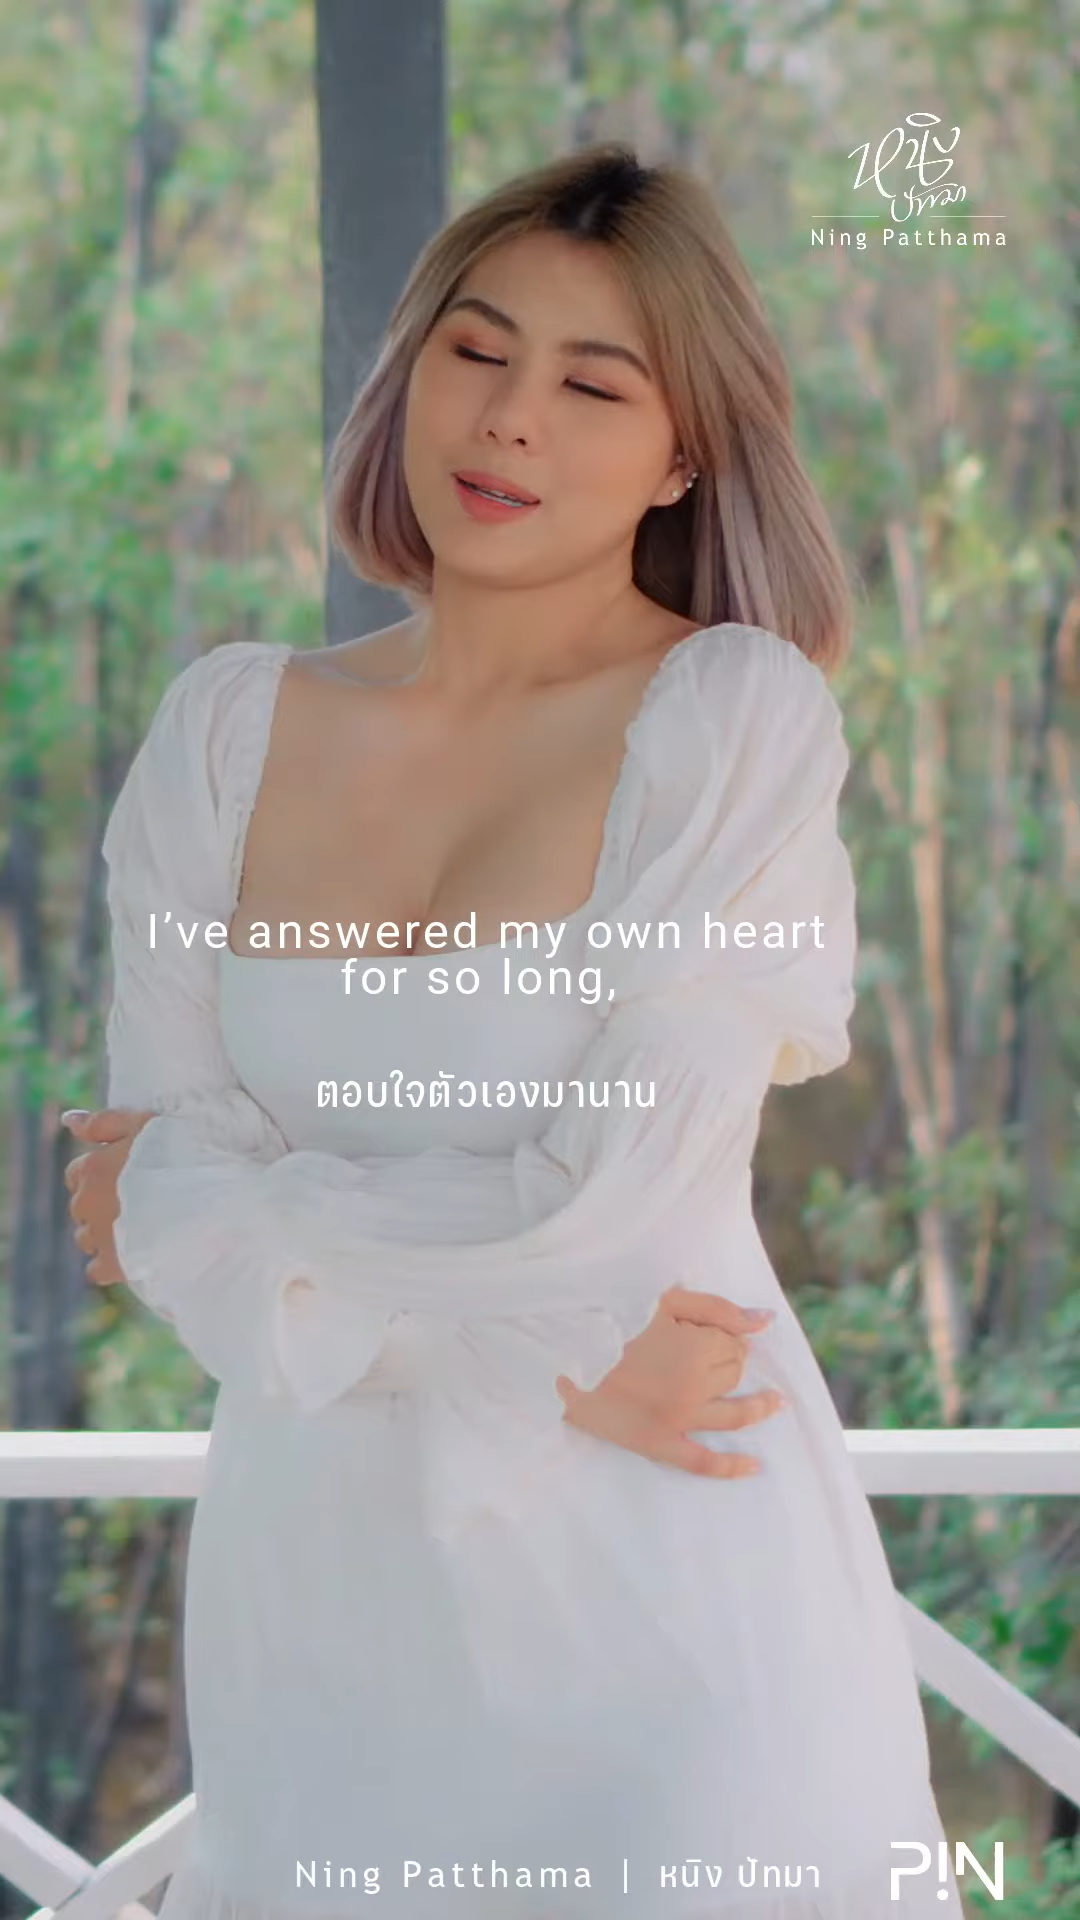 หนิง
ปัทมา
Ning Patthama
I’ve answered my own heart
for so long,
ตอบใจตัวเองมานาน
Ning Patthama | หนิง ปัทมา
P!N